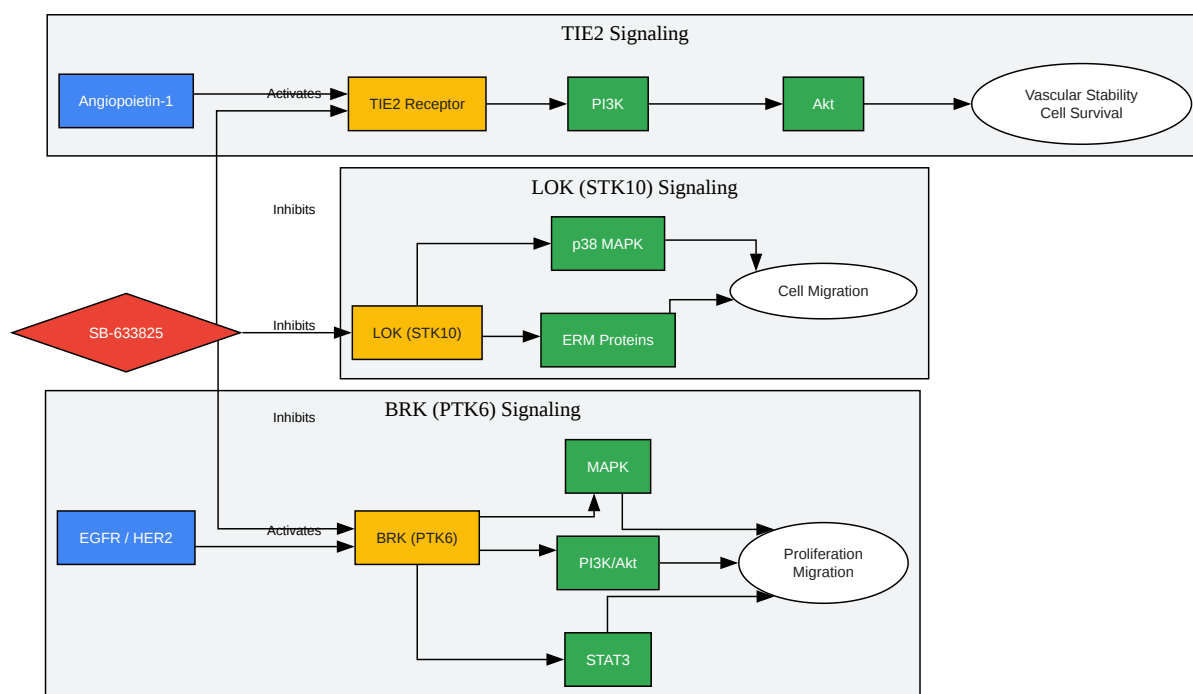 TIE2 Signaling
Angiopoietin-1
Activates
TIE2 Receptor
PI3K
Akt
Vascular Stability
Cell Survival
Inhibits
LOK (STK10) Signaling
p38 MAPK
Cell Migration
SB-633825
Inhibits
LOK (STK10)
ERM Proteins
Inhibits
BRK (PTK6) Signaling
MAPK
EGFR / HER2
Activates
BRK (PTK6)
PI3K/Akt
Proliferation
Migration
STAT3